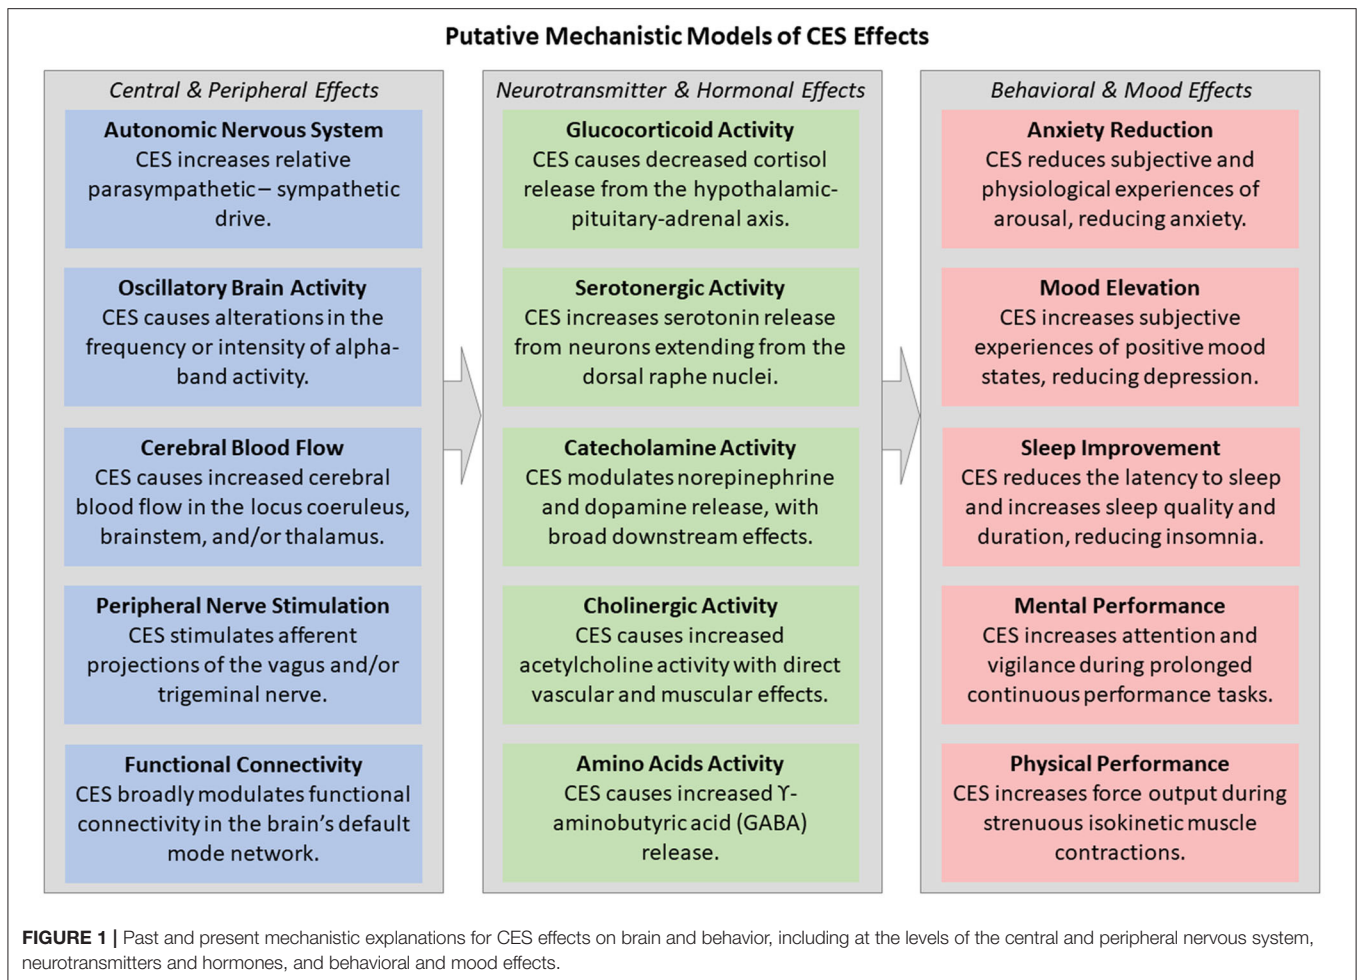 Putative Mechanistic Models of CES Effects
Central & Peripheral Effects
Autonomic Nervous System
CES increases relative
parasympathetic – sympathetic
drive.
Oscillatory Brain Activity
CES causes alterations in the
frequency or intensity of alpha-
band activity.
Cerebral Blood Flow
CES causes increased cerebral
blood flow in the locus coeruleus,
brainstem, and/or thalamus.
Peripheral Nerve Stimulation
CES stimulates afferent
projections of the vagus and/or
trigeminal nerve.
Functional Connectivity
CES broadly modulates functional
connectivity in the brain’s default
mode network.
Neurotransmitter & Hormonal Effects
Glucocorticoid Activity
CES causes decreased cortisol
release from the hypothalamic-
pituitary-adrenal axis.
Serotonergic Activity
CES increases serotonin release
from neurons extending from the
dorsal raphe nuclei.
Catecholamine Activity
CES modulates norepinephrine
and dopamine release, with
broad downstream effects.
Cholinergic Activity
CES causes increased
acetylcholine activity with direct
vascular and muscular effects.
Amino Acids Activity
CES causes increased ϒ-
aminobutyric acid (GABA)
release.
Behavioral & Mood Effects
Anxiety Reduction
CES reduces subjective and
physiological experiences of
arousal, reducing anxiety.
Mood Elevation
CES increases subjective
experiences of positive mood
states, reducing depression.
Sleep Improvement
CES reduces the latency to sleep
and increases sleep quality and
duration, reducing insomnia.
Mental Performance
CES increases attention and
vigilance during prolonged
continuous performance tasks.
Physical Performance
CES increases force output during
strenuous isokinetic muscle
contractions.
FIGURE 1 | Past and present mechanistic explanations for CES effects on brain and behavior, including at the levels of the central and peripheral nervous system,
neurotransmitters and hormones, and behavioral and mood effects.